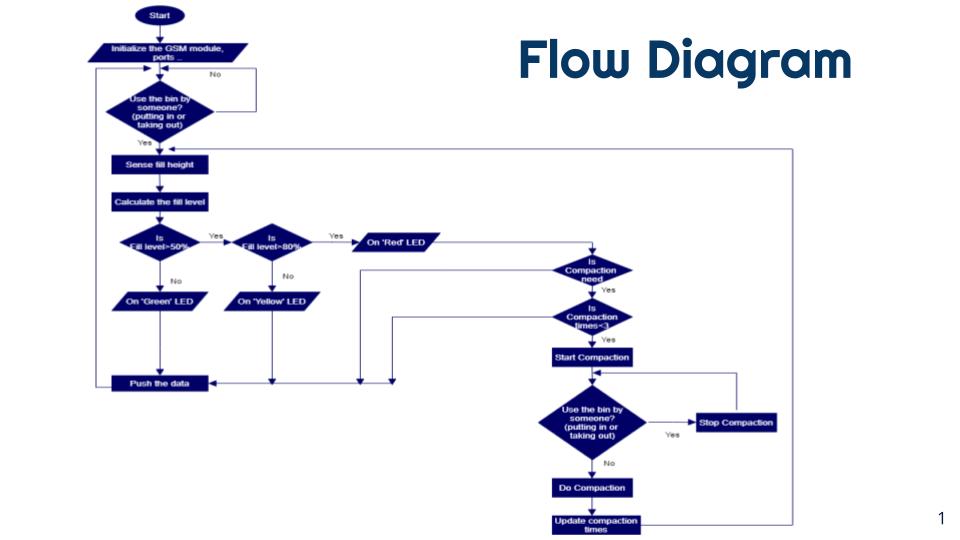 Flow Diagram
Start
Initialize the GSM module,
ports ..
No
Use the bin by
someone?
(putting in or
taking out)
Yes
Sense fill height
Calculate the fill level
Is
Fill level>50%
Yes
Is
Fill level>80%
Yes
On 'Red' LED
No
No
On 'Green' LED
On 'Yellow' LED
Push the data
Is
Compaction
need
Yes
Is
Compaction
times<3
Yes
Start Compaction
Use the bin by
someone?
(putting in or
taking out)
Yes
Stop Compaction
No
Do Compaction
Update compaction
times
1